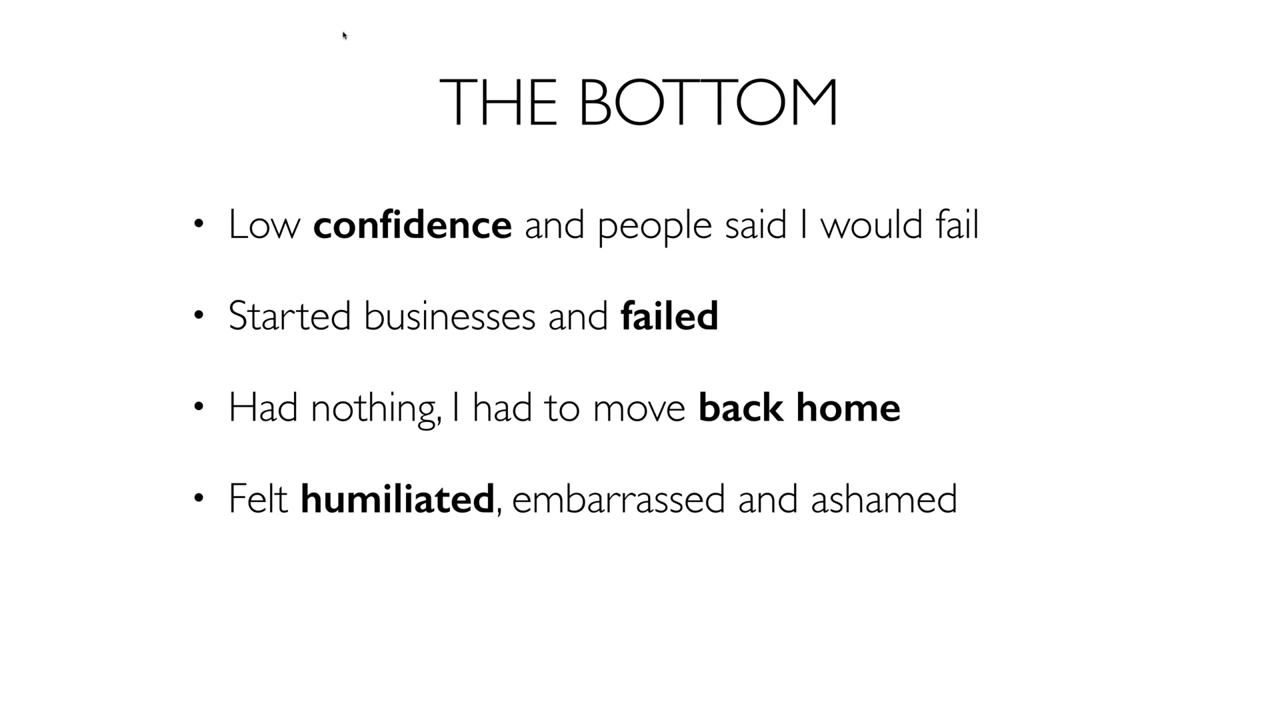 THE BOTTOM
• Low confidence and people said I would fail
• Started businesses and failed
• Had nothing, I had to move back home
• Felt humiliated, embarrassed and ashamed